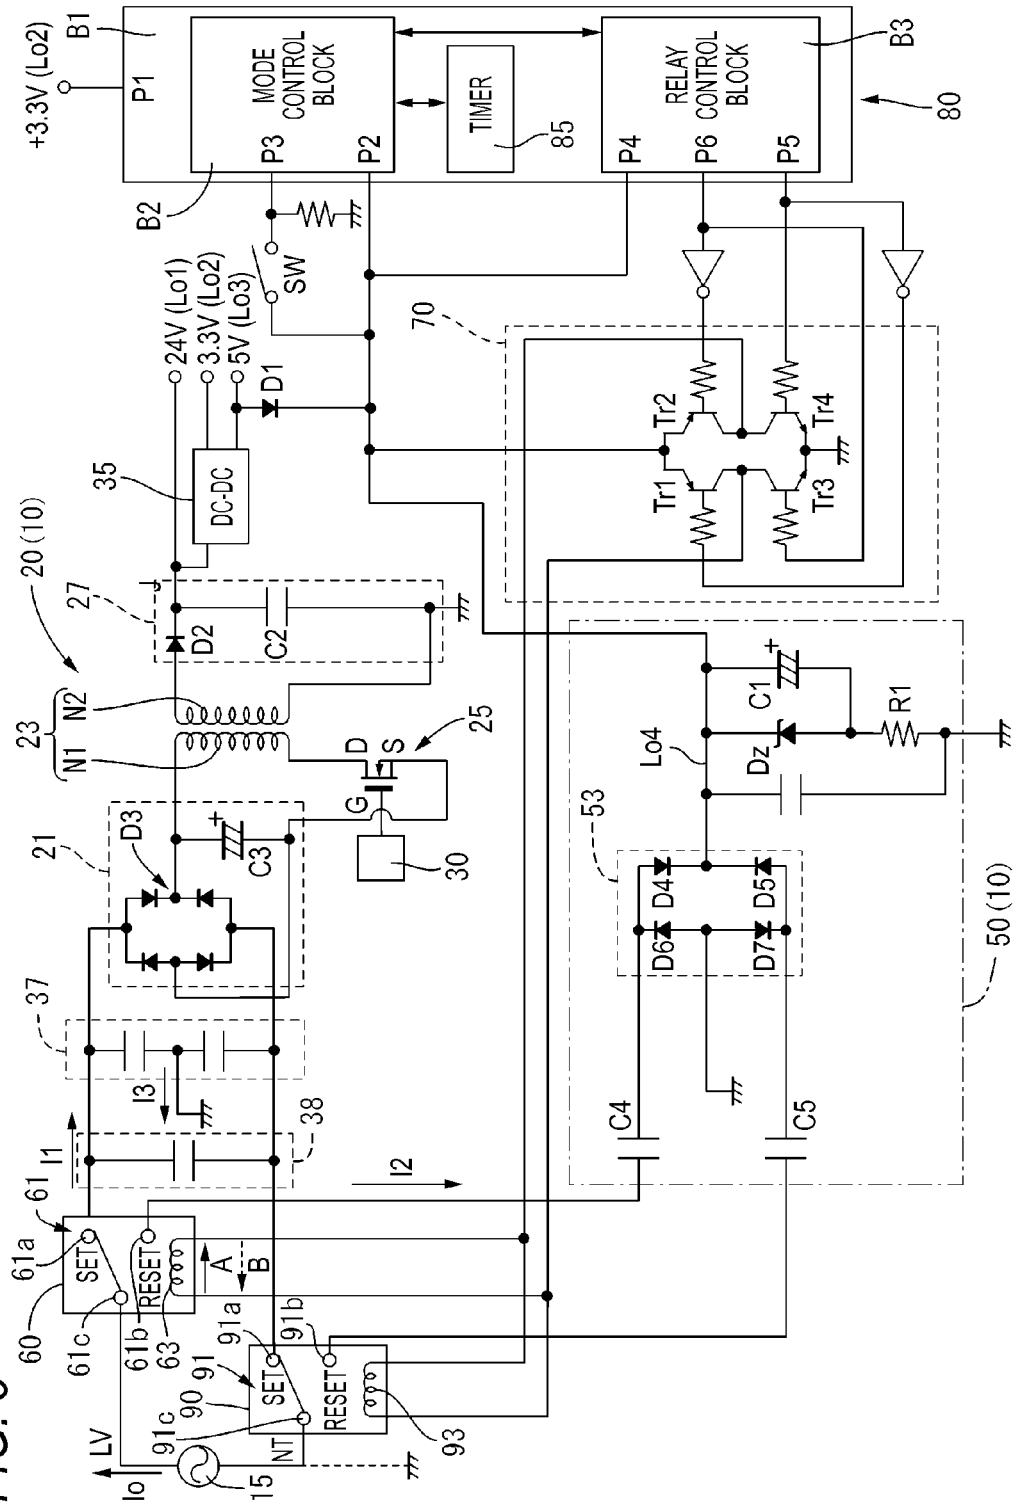 +3.3V (Lo2)
B1
P1
MODE
CONTROL
BLOCK
P3
P2
B2
TIMER
85
RELAY
CONTROL
BLOCK
B3
P4
P6
P5
80
SW
24V (Lo1)
3.3V (Lo2)
5V (Lo3)
D1
35
DC-DC
20 (10)
27
D2
C2
70
Tr2
Tr4
Tr1
Tr3
23
N1
N2
25
D
S
G
30
21
D3
C3
+
37
I3
38
I1
I2
Lo4
53
D4
D5
D6
D7
Dz
C1
+
R1
50 (10)
C4
C5
61
61a
SET
RESET
60
61c
61b
63
A
B
91a
91b
91
SET
RESET
90
91c
93
NT
LV
Io
15